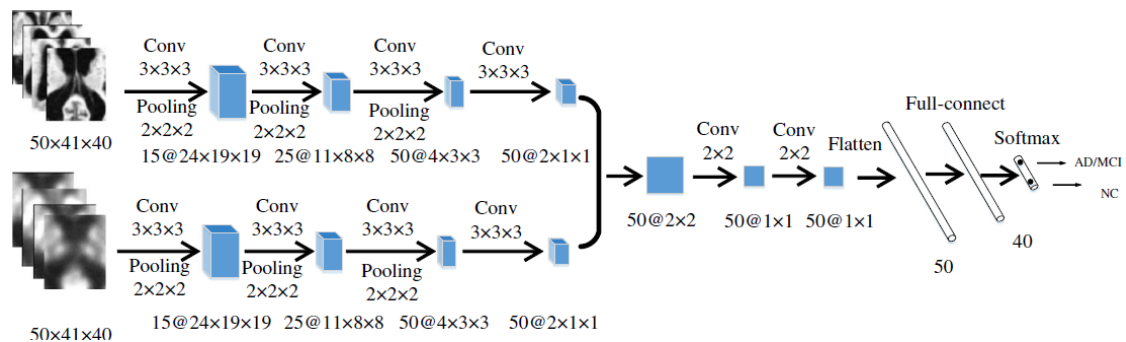 Conv
3×3×3
Pooling
2×2×2
Conv
3×3×3
Pooling
2×2×2
Conv
3×3×3
Pooling
2×2×2
Conv
3×3×3
50×41×40
15@24×19×19
25@11×8×8
50@4×3×3
50@2×1×1
Conv
3×3×3
Pooling
2×2×2
Conv
3×3×3
Pooling
2×2×2
Conv
3×3×3
Pooling
2×2×2
Conv
3×3×3
50×41×40
15@24×19×19
25@11×8×8
50@4×3×3
50@2×1×1
50@2×2
Conv
2×2
50@1×1
Conv
2×2
50@1×1
Flatten
50
Full-connect
40
Softmax
AD/MCI
NC